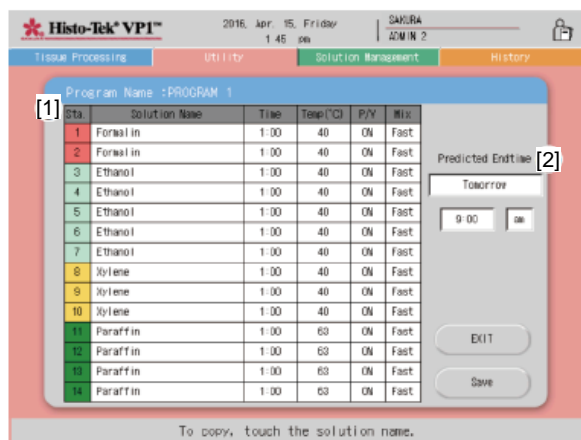 Histo-Tek® VP1™
2016, Apr. 15, Friday
1 45 pm
SAKURA
ADMIN 2
Tissue Processing Utility Solution Management History
Program Name :PROGRAM 1
[1]
Sta. Solution Name Time Temp(°C) P/V Mix
1 Formalin 1:00 40 ON Fast
2 Formalin 1:00 40 ON Fast
3 Ethanol 1:00 40 ON Fast
4 Ethanol 1:00 40 ON Fast
5 Ethanol 1:00 40 ON Fast
6 Ethanol 1:00 40 ON Fast
7 Ethanol 1:00 40 ON Fast
8 Xylene 1:00 40 ON Fast
9 Xylene 1:00 40 ON Fast
10 Xylene 1:00 40 ON Fast
11 Paraffin 1:00 63 ON Fast
12 Paraffin 1:00 63 ON Fast
13 Paraffin 1:00 63 ON Fast
14 Paraffin 1:00 63 ON Fast
Predicted Endtime [2]
Tomorrow
9:00 am
EXIT
Save
To copy, touch the solution name.